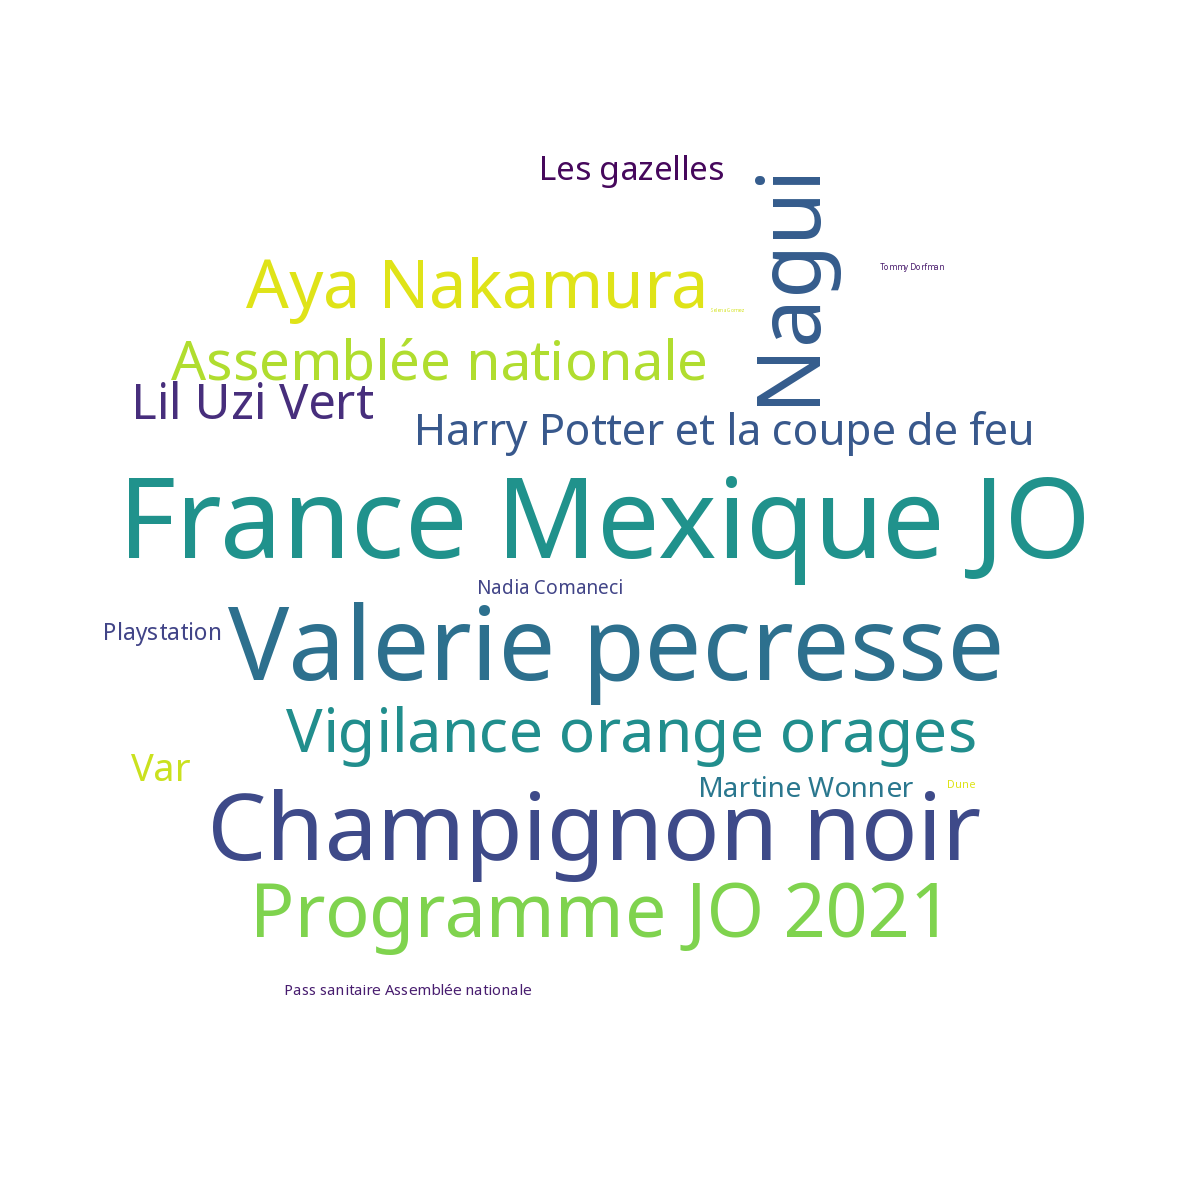 Les gazelles
Nagui
Tommy Dorfman
Aya Nakamura
Assemblée nationale
Lil Uzi Vert
Harry Potter et la coupe de feu
France Mexique JO
Nadia Comaneci
Playstation
Valerie pecresse
Vigilance orange orages
Var
Martine Wonner
Dune
Champignon noir
Programme JO 2021
Pass sanitaire Assemblée nationale